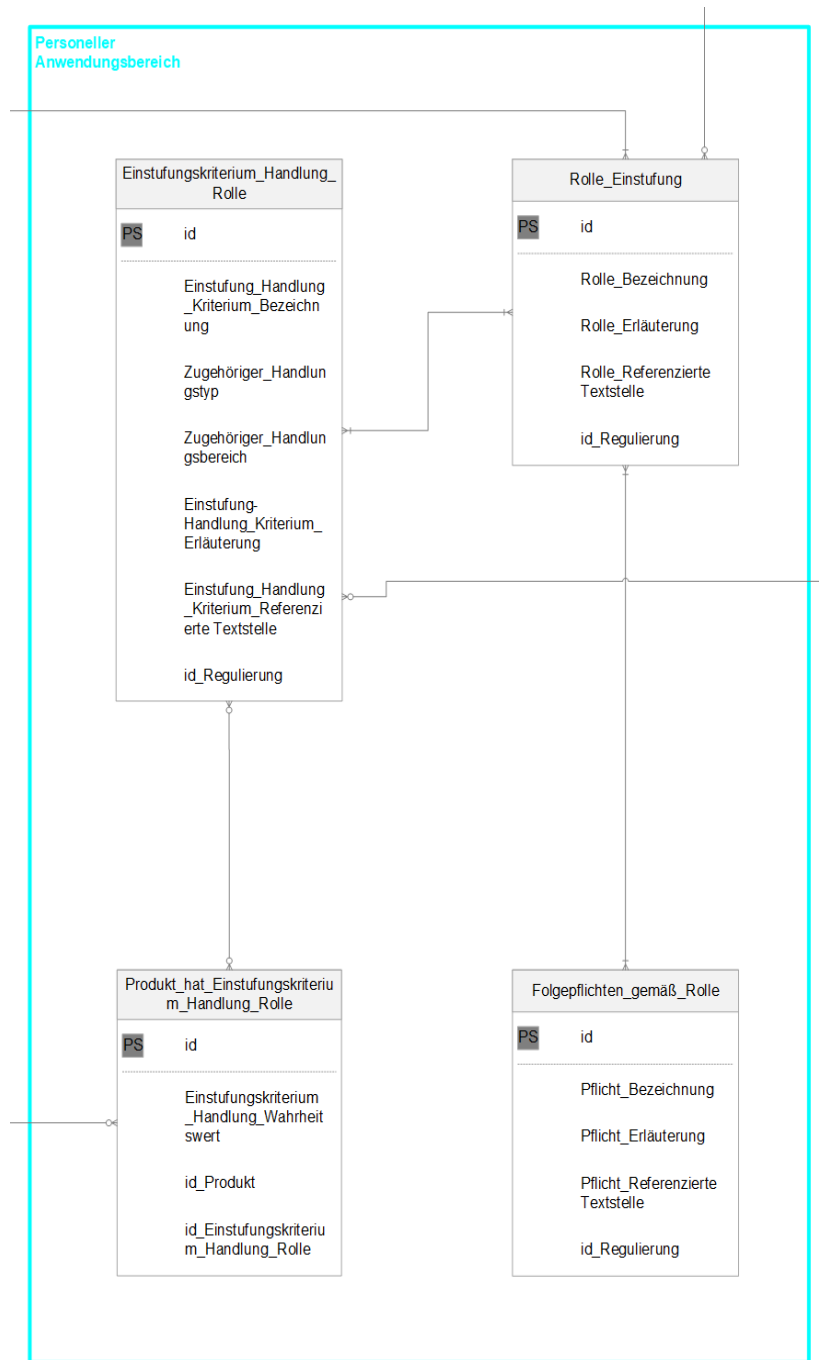 Personeller
Anwendungsbereich
Einstufungskriterium_Handlung_
Rolle
PS
id
Einstufung_Handlung
_Kriterium_Bezeichn
ung
Zugehöriger_Handlun
gstyp
Zugehöriger_Handlun
gsbereich
Einstufung-
Handlung_Kriterium_
Erläuterung
Einstufung_Handlung
_Kriterium_Referenzi
erte Textstelle
id_Regulierung
Rolle_Einstufung
PS
id
Rolle_Bezeichnung
Rolle_Erläuterung
Rolle_Referenzierte
Textstelle
id_Regulierung
Produkt_hat_Einstufungskriteriu
m_Handlung_Rolle
PS
id
Einstufungskriterium
_Handlung_Wahrheit
swert
id_Produkt
id_Einstufungskriteriu
m_Handlung_Rolle
Folgepflichten_gemäß_Rolle
PS
id
Pflicht_Bezeichnung
Pflicht_Erläuterung
Pflicht_Referenzierte
Textstelle
id_Regulierung